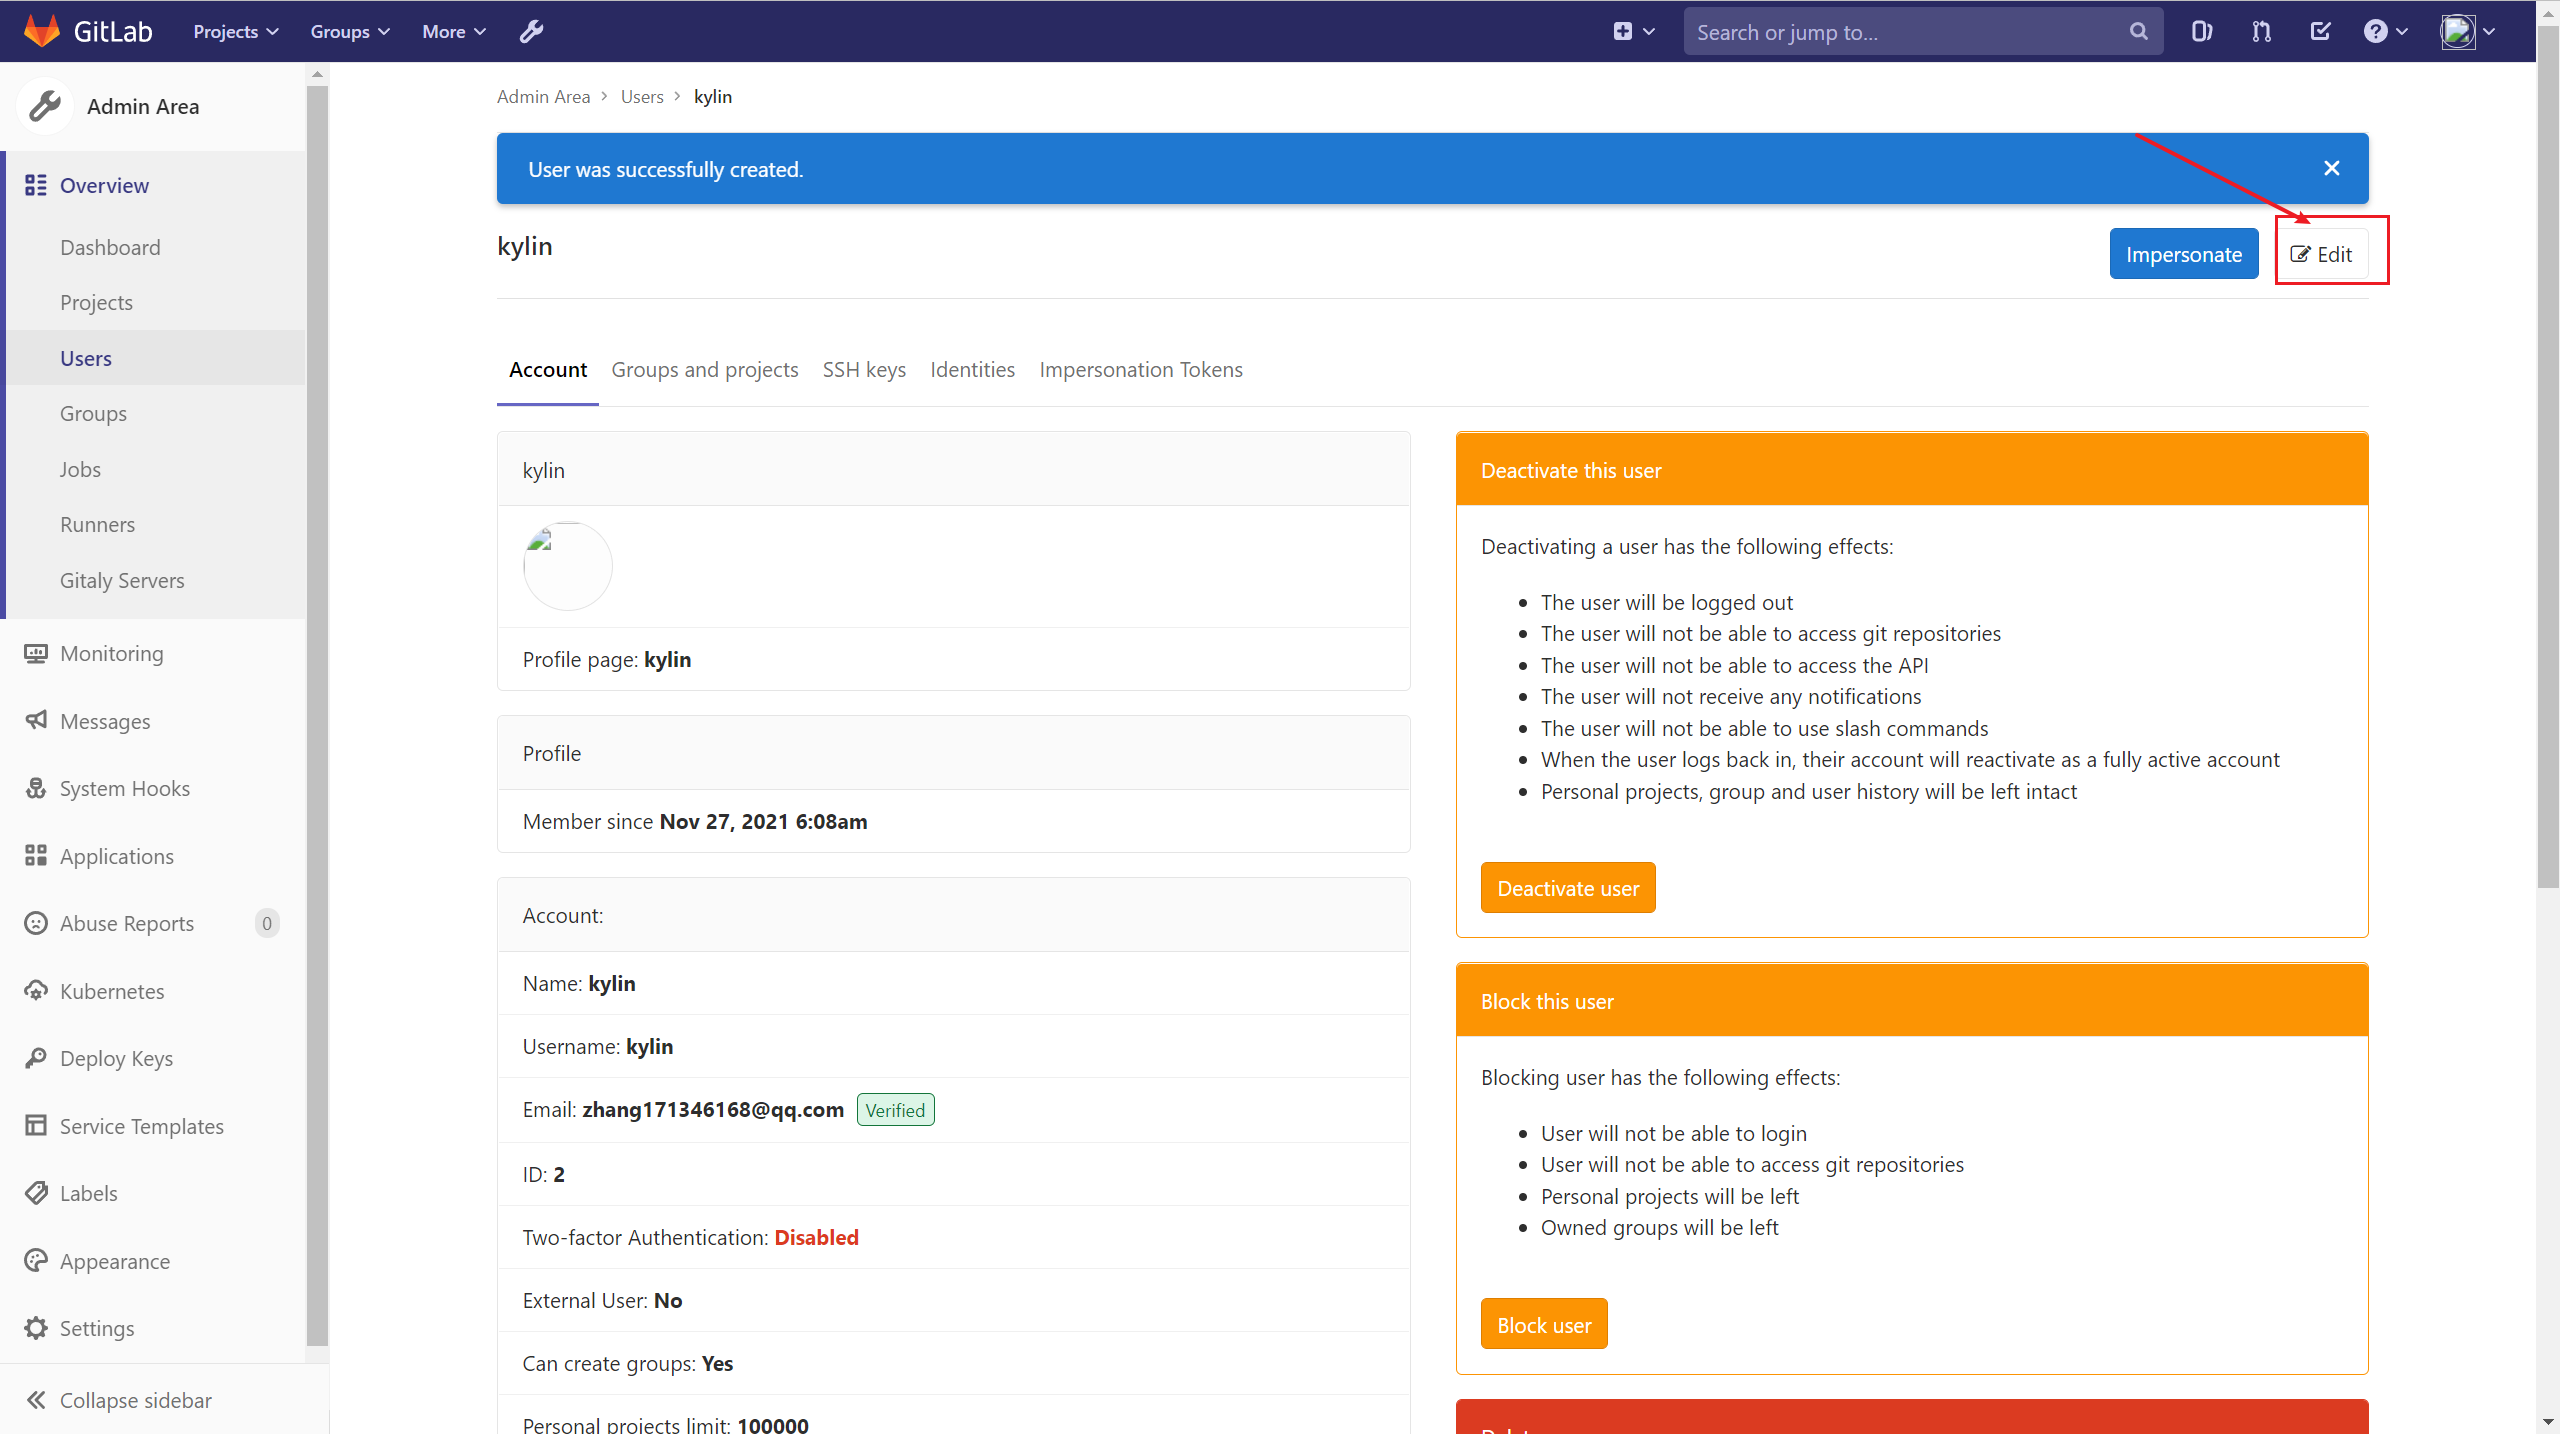 GitLab Projects Groups More Search or jump to...
Admin Area
Overview
Dashboard
Projects
Users
Groups
Jobs
Runners
Gitaly Servers
Monitoring
Messages
System Hooks
Applications
Abuse Reports 0
Kubernetes
Deploy Keys
Service Templates
Labels
Appearance
Settings
Collapse sidebar
Admin Area > Users > kylin
User was successfully created.
kylin
Impersonate Edit
Account Groups and projects SSH keys Identities Impersonation Tokens
kylin
Profile page: kylin
Profile
Member since Nov 27, 2021 6:08am
Account:
Name: kylin
Username: kylin
Email: zhang171346168@qq.com Verified
ID: 2
Two-factor Authentication: Disabled
External User: No
Can create groups: Yes
Personal projects limit: 100000
Deactivate this user
Deactivating a user has the following effects:
The user will be logged out
The user will not be able to access git repositories
The user will not be able to access the API
The user will not receive any notifications
The user will not be able to use slash commands
When the user logs back in, their account will reactivate as a fully active account
Personal projects, group and user history will be left intact
Deactivate user
Block this user
Blocking user has the following effects:
User will not be able to login
User will not be able to access git repositories
Personal projects will be left
Owned groups will be left
Block user